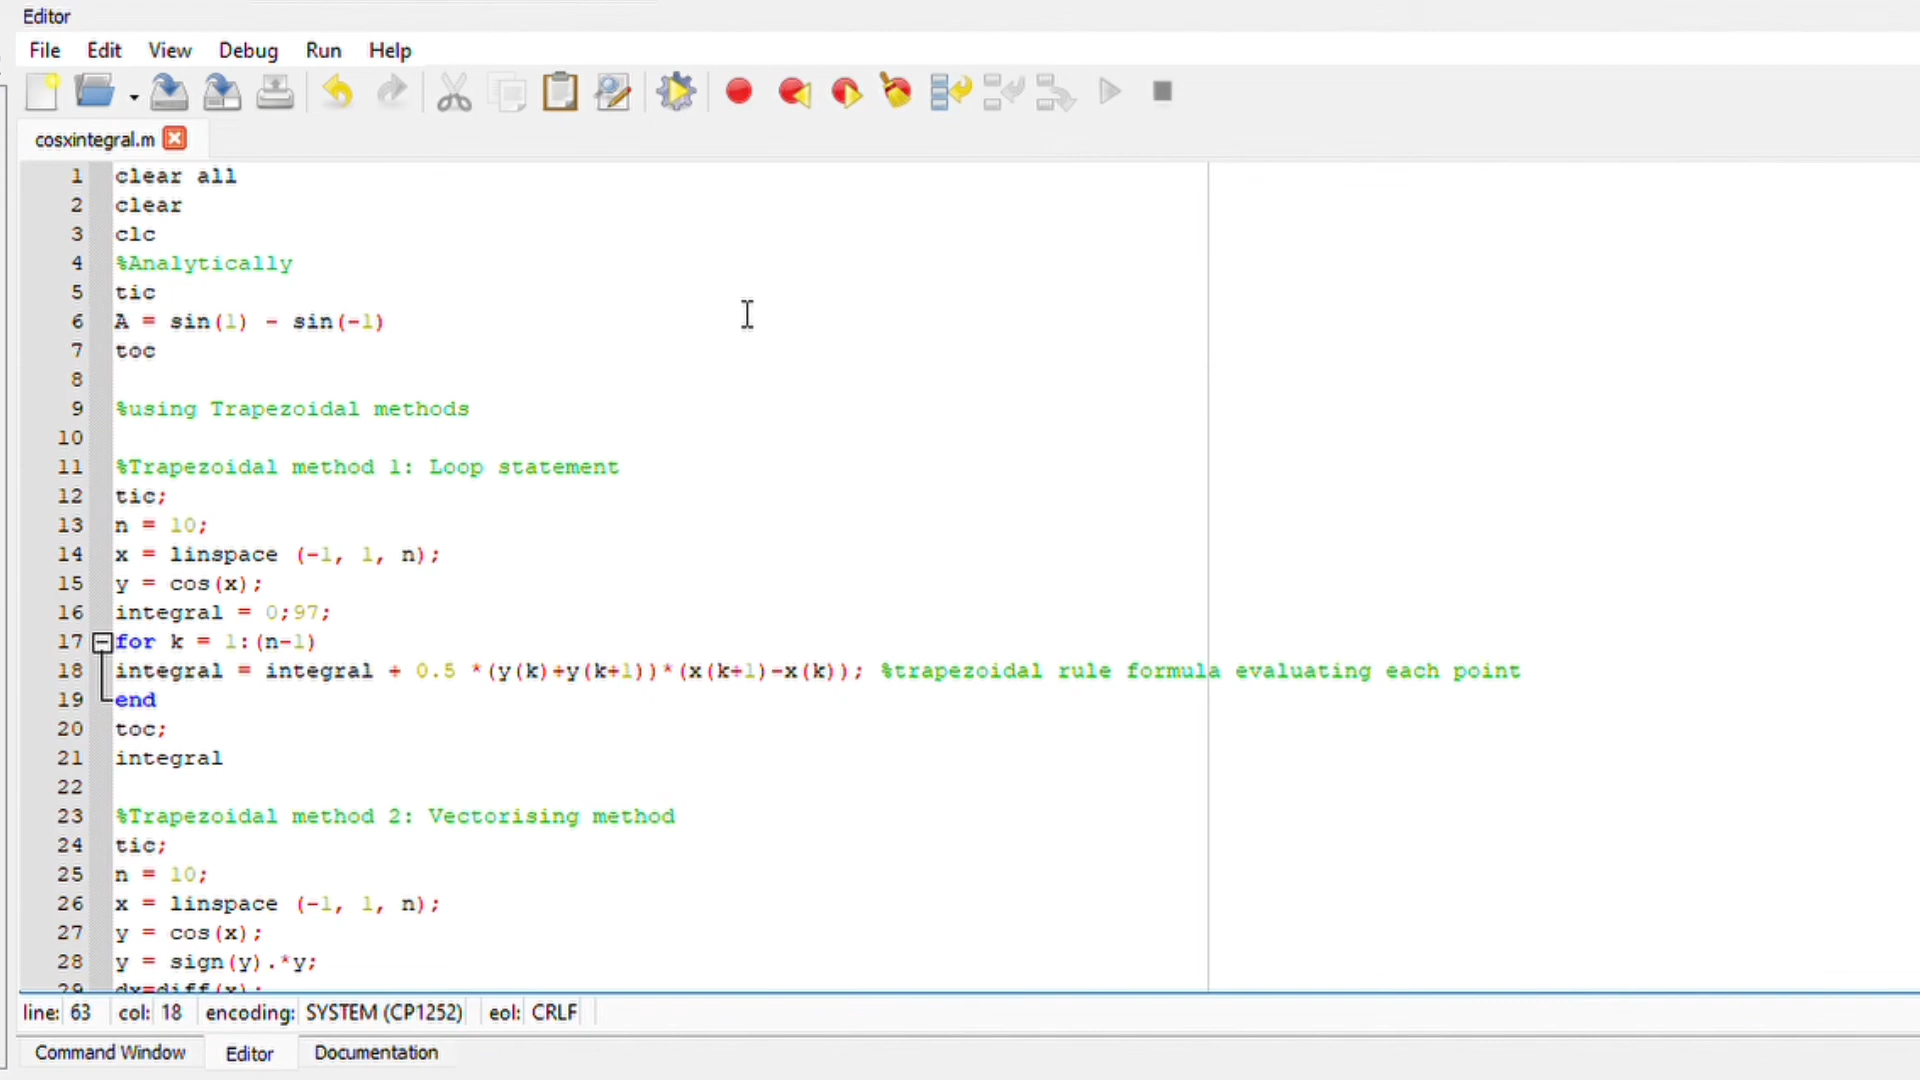 Editor
File Edit View Debug Run Help
cosxintegral.m
1 clear all
2 clear
3 clc
4 %Analytically
5 tic
6 A = sin(1) - sin(-1)
7 toc
8
9 %using Trapezoidal methods
10
11 %Trapezoidal method 1: Loop statement
12 tic;
13 n = 10;
14 x = linspace (-1, 1, n);
15 y = cos(x);
16 integral = 0;97;
17 for k = 1:(n-1)
18 integral = integral + 0.5 *(y(k)+y(k+1))*(x(k+1)-x(k)); %trapezoidal rule formula evaluating each point
19 end
20 toc;
21 integral
22
23 %Trapezoidal method 2: Vectorising method
24 tic;
25 n = 10;
26 x = linspace (-1, 1, n);
27 y = cos(x);
28 y = sign(y).*y;
29 dx=diff(x);
line: 63 col: 18 encoding: SYSTEM (CP1252) eol: CRLF
Command Window Editor Documentation